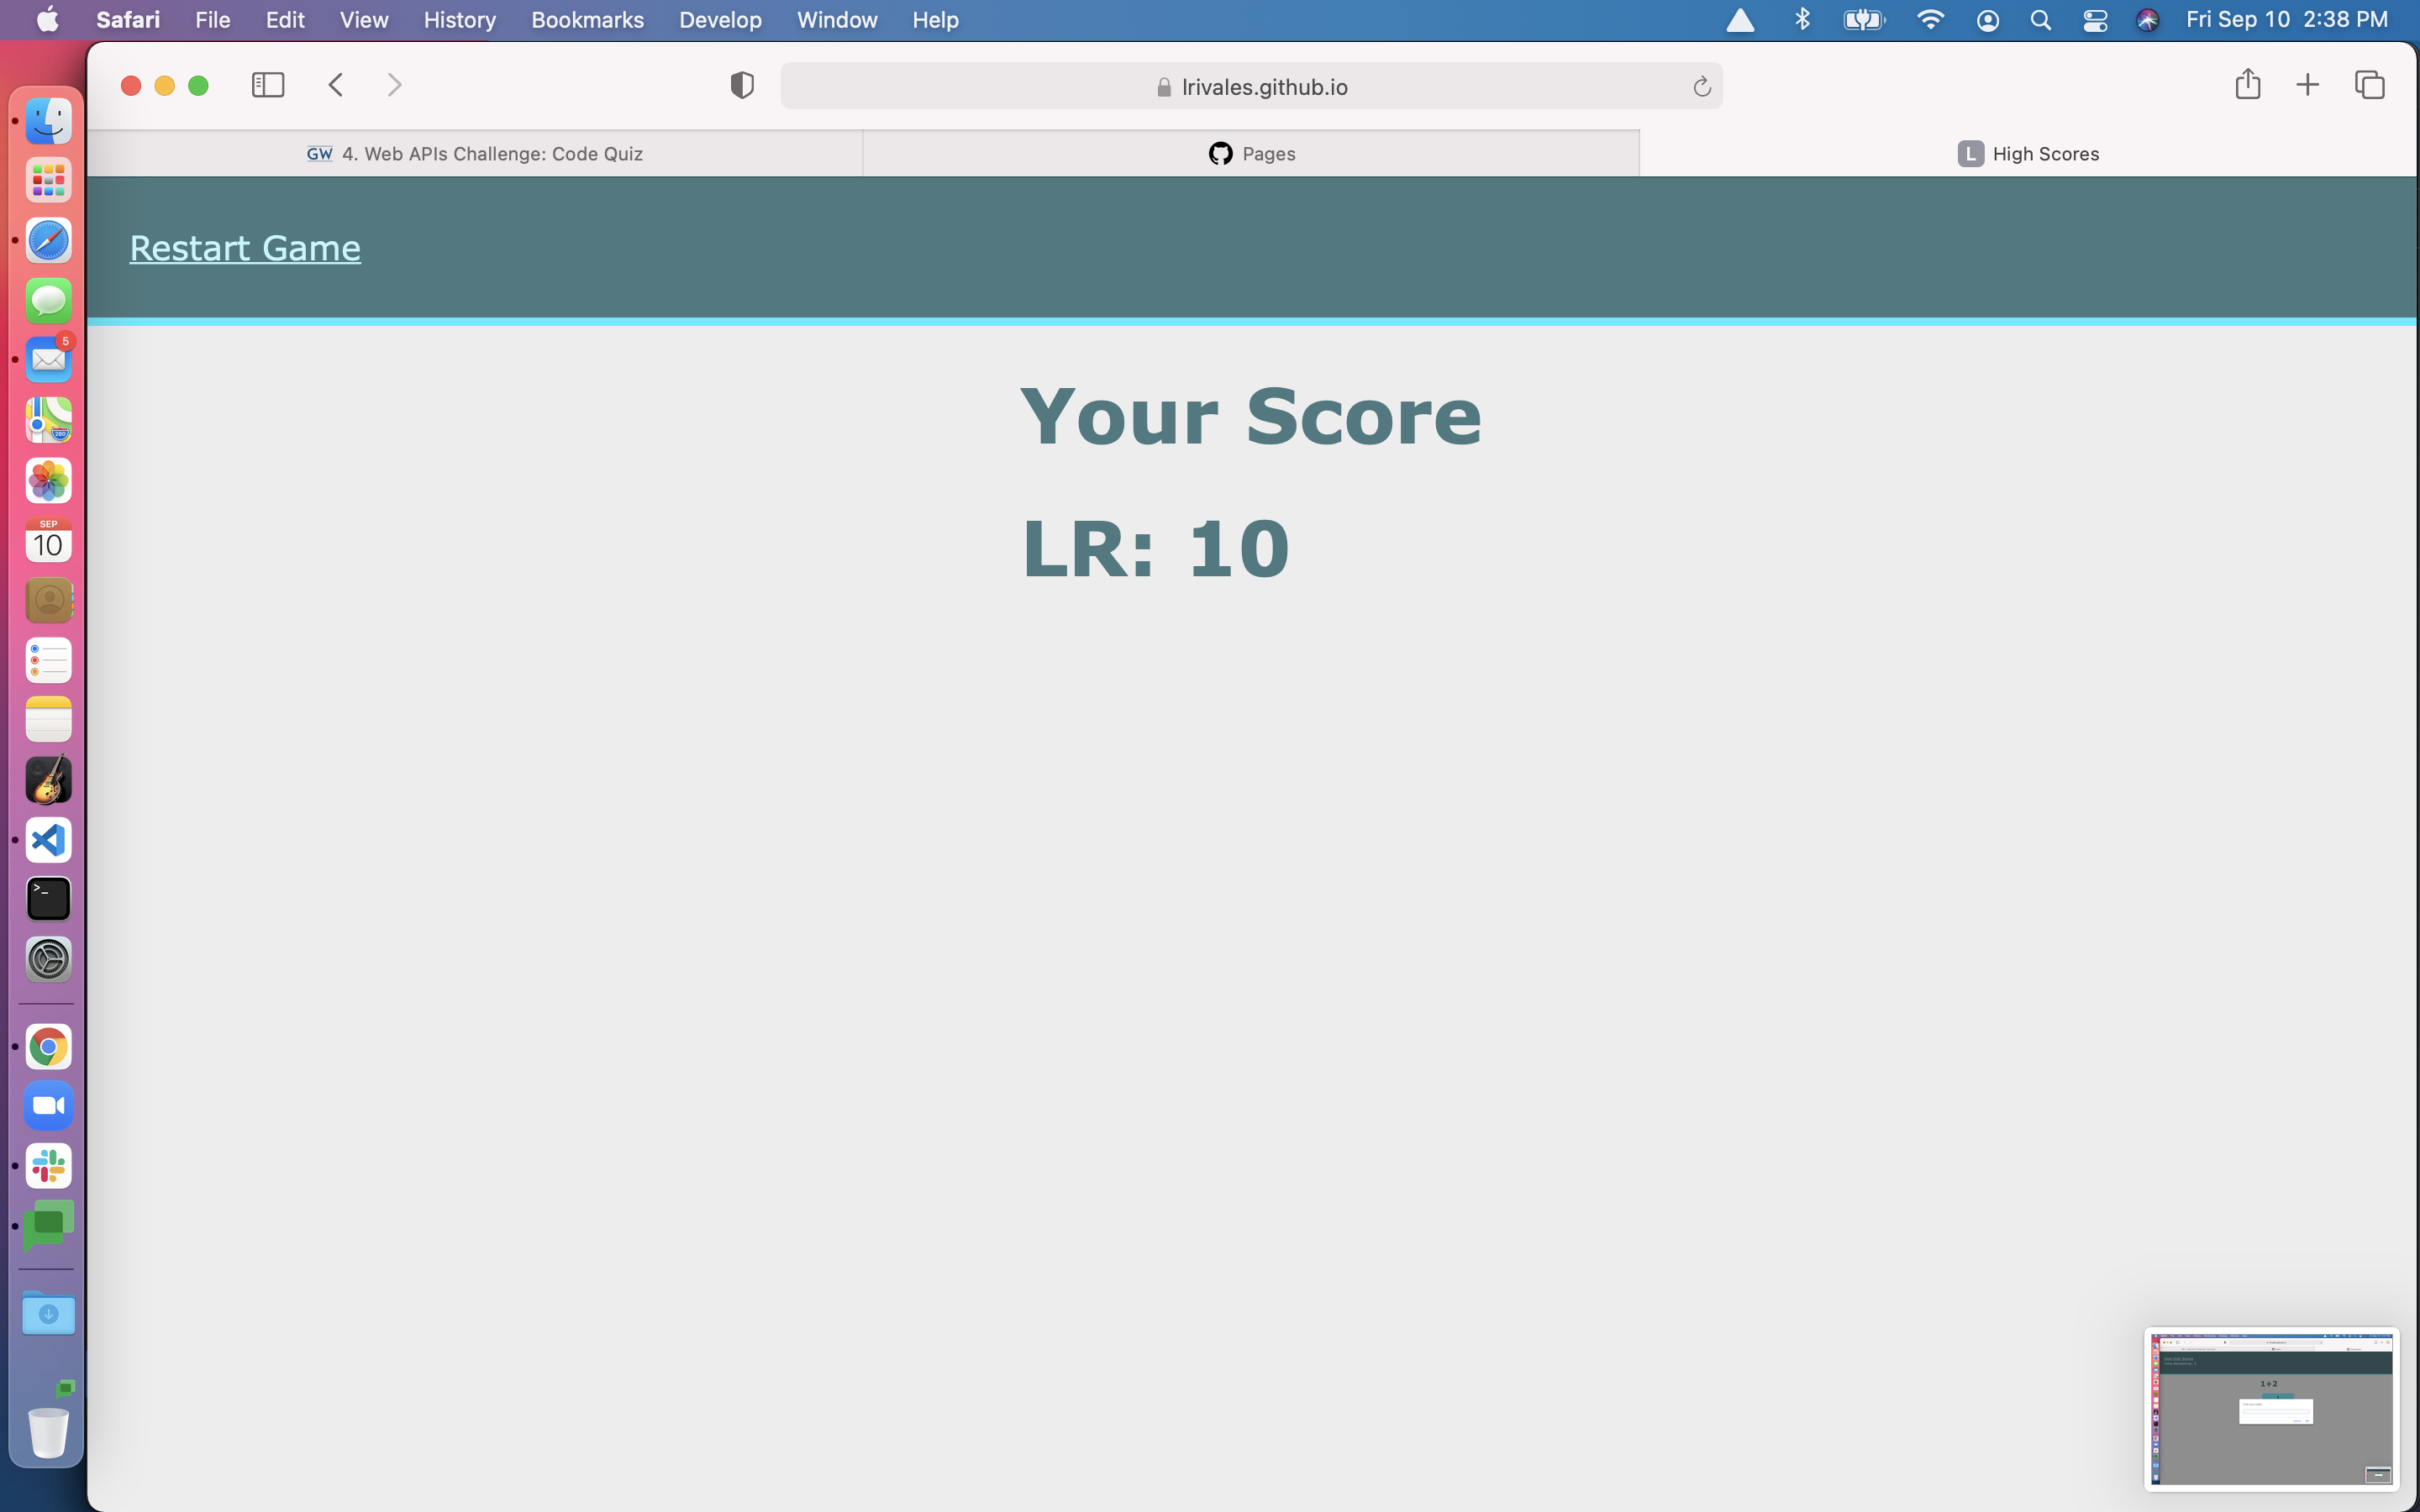 Safari File Edit View History Bookmarks Develop Window Help Fri Sep 10 2:38 PM
lrivales.github.io
GW 4. Web APIs Challenge: Code Quiz Pages L High Scores
Restart Game
5
280
Your Score
SEP
10
LR: 10
>_
1+2